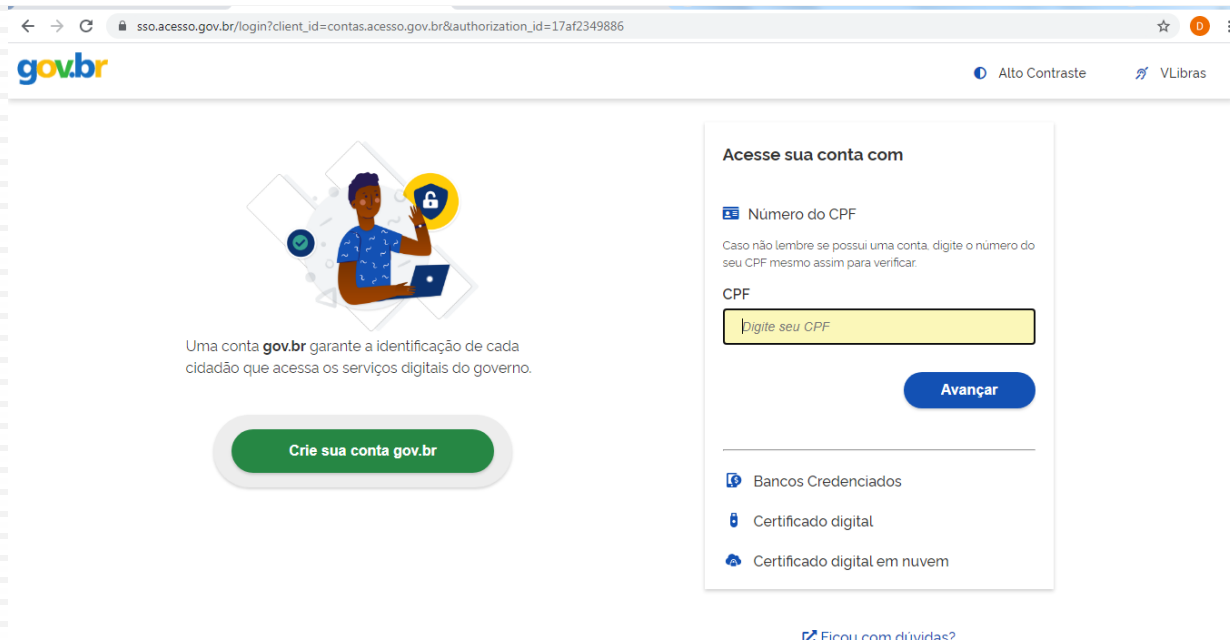 sso.acesso.gov.br/login?client_id=contas.acesso.gov.br&authorization_id=17af2349886
D
gov.br
Alto Contraste
VLibras
Uma conta gov.br garante a identificação de cada
cidadão que acessa os serviços digitais do governo.
Crie sua conta gov.br
Acesse sua conta com
Número do CPF
Caso não lembre se possui uma conta, digite o número do
seu CPF mesmo assim para verificar.
CPF
Digite seu CPF
Avançar
Bancos Credenciados
Certificado digital
Certificado digital em nuvem
Ficou com dúvidas?